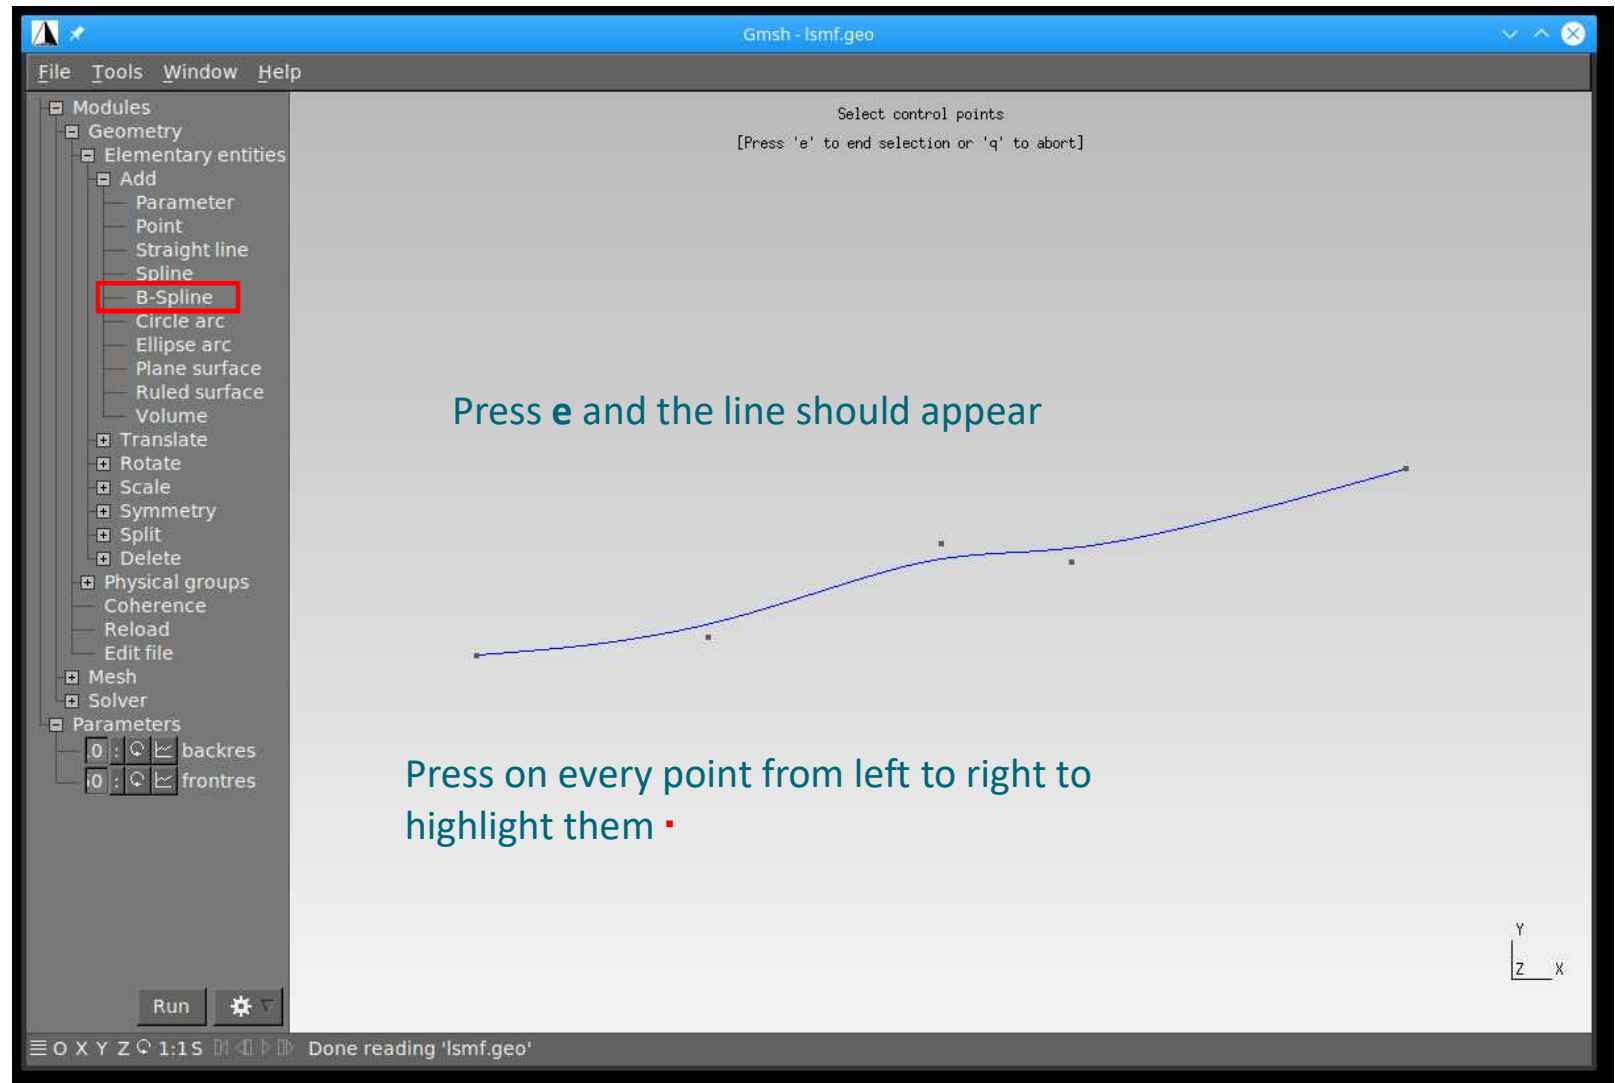 Gmsh - lsmf.geo
File Tools Window Help
Modules
Geometry
Elementary entities
Add
Parameter
Point
Straight line
Spline
B-Spline
Circle arc
Ellipse arc
Plane surface
Ruled surface
Volume
Translate
Rotate
Scale
Symmetry
Split
Delete
Physical groups
Coherence
Reload
Edit file
Mesh
Solver
Parameters
.0 : backres
0 : frontres
Run
Select control points
[Press 'e' to end selection or 'q' to abort]
Press e and the line should appear
Press on every point from left to right to
highlight them
Y
Z X
O X Y Z 1:1 S Done reading 'lsmf.geo'